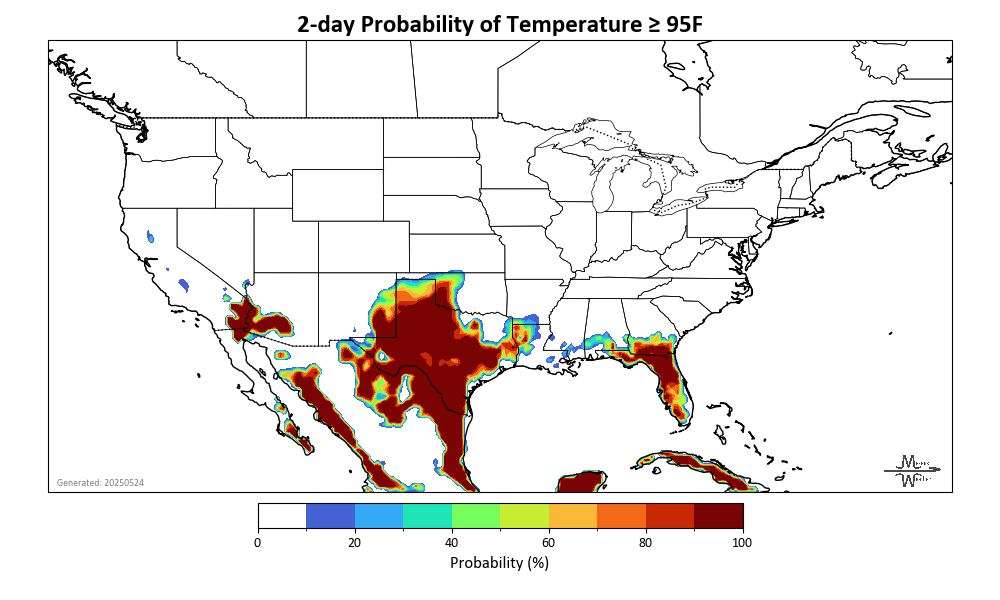 2-day Probability of Temperature ≥ 95F
Generated: 20250524
0 20 40 60 80 100
Probability (%)